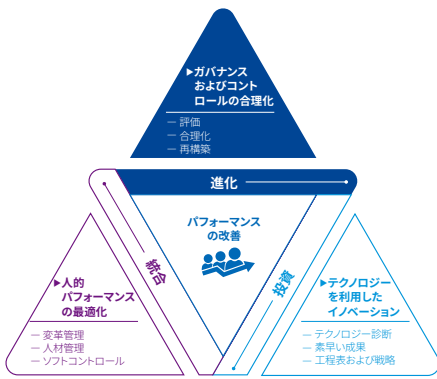 ▶ガバナンス
およびコント
ロールの合理化
— 評価
— 合理化
— 再構築
進化
パフォーマンス
の改善
統合
投資
▶人的
パフォーマンス
の最適化
— 変革管理
— 人材管理
— ソフトコントロール
▶テクノロジー
を利用した
イノベーション
— テクノロジー診断
— 素早い成果
— 工程表および戦略